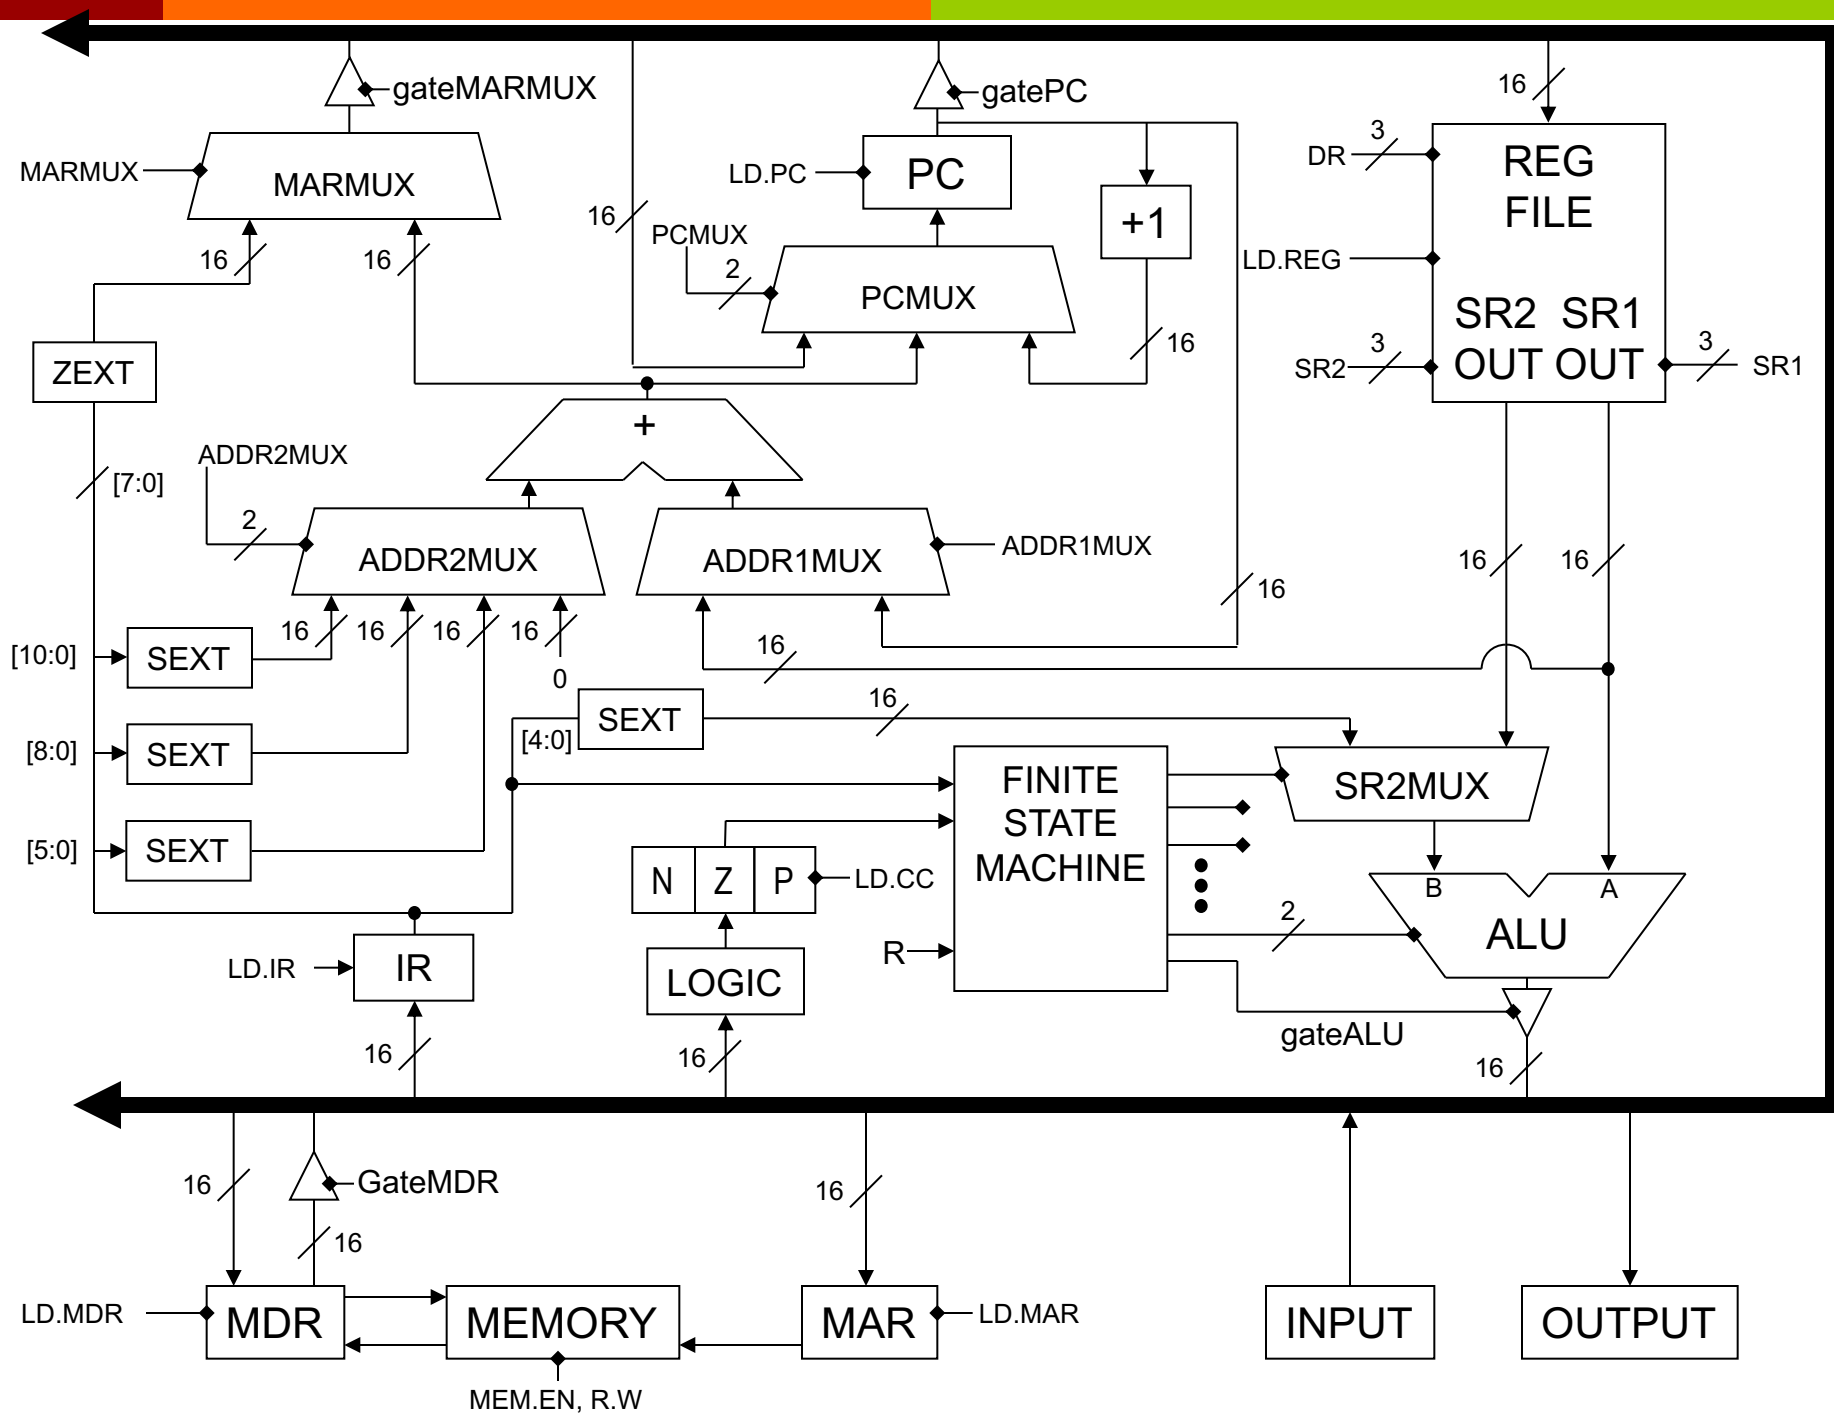 gateMARMUX
gatePC
16
DR
3
REG
FILE
MARMUX
MARMUX
LD.PC
PC
+1
16
PCMUX
2
PCMUX
LD.REG
16
16
16
SR2 SR1
OUT OUT
SR2
3
3
SR1
ZEXT
+
ADDR2MUX
[7:0]
2
ADDR2MUX
ADDR1MUX
ADDR1MUX
16
16
16
16
16
16
16
[10:0]
SEXT
0
16
SEXT
[4:0]
16
[8:0]
SEXT
FINITE
STATE
MACHINE
SR2MUX
[5:0]
SEXT
N Z P
LD.CC
B
A
ALU
2
R
LD.IR
IR
LOGIC
gateALU
16
16
16
16
GateMDR
16
16
LD.MDR
MDR
MEMORY
MAR
LD.MAR
INPUT
OUTPUT
MEM.EN, R.W